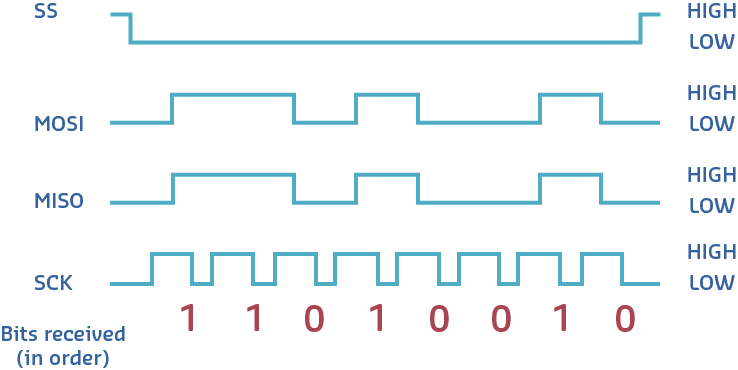 SS HIGH
LOW
HIGH
MOSI LOW
HIGH
MISO LOW
HIGH
SCK LOW
1 1 0 1 0 0 1 0
Bits received
(in order)